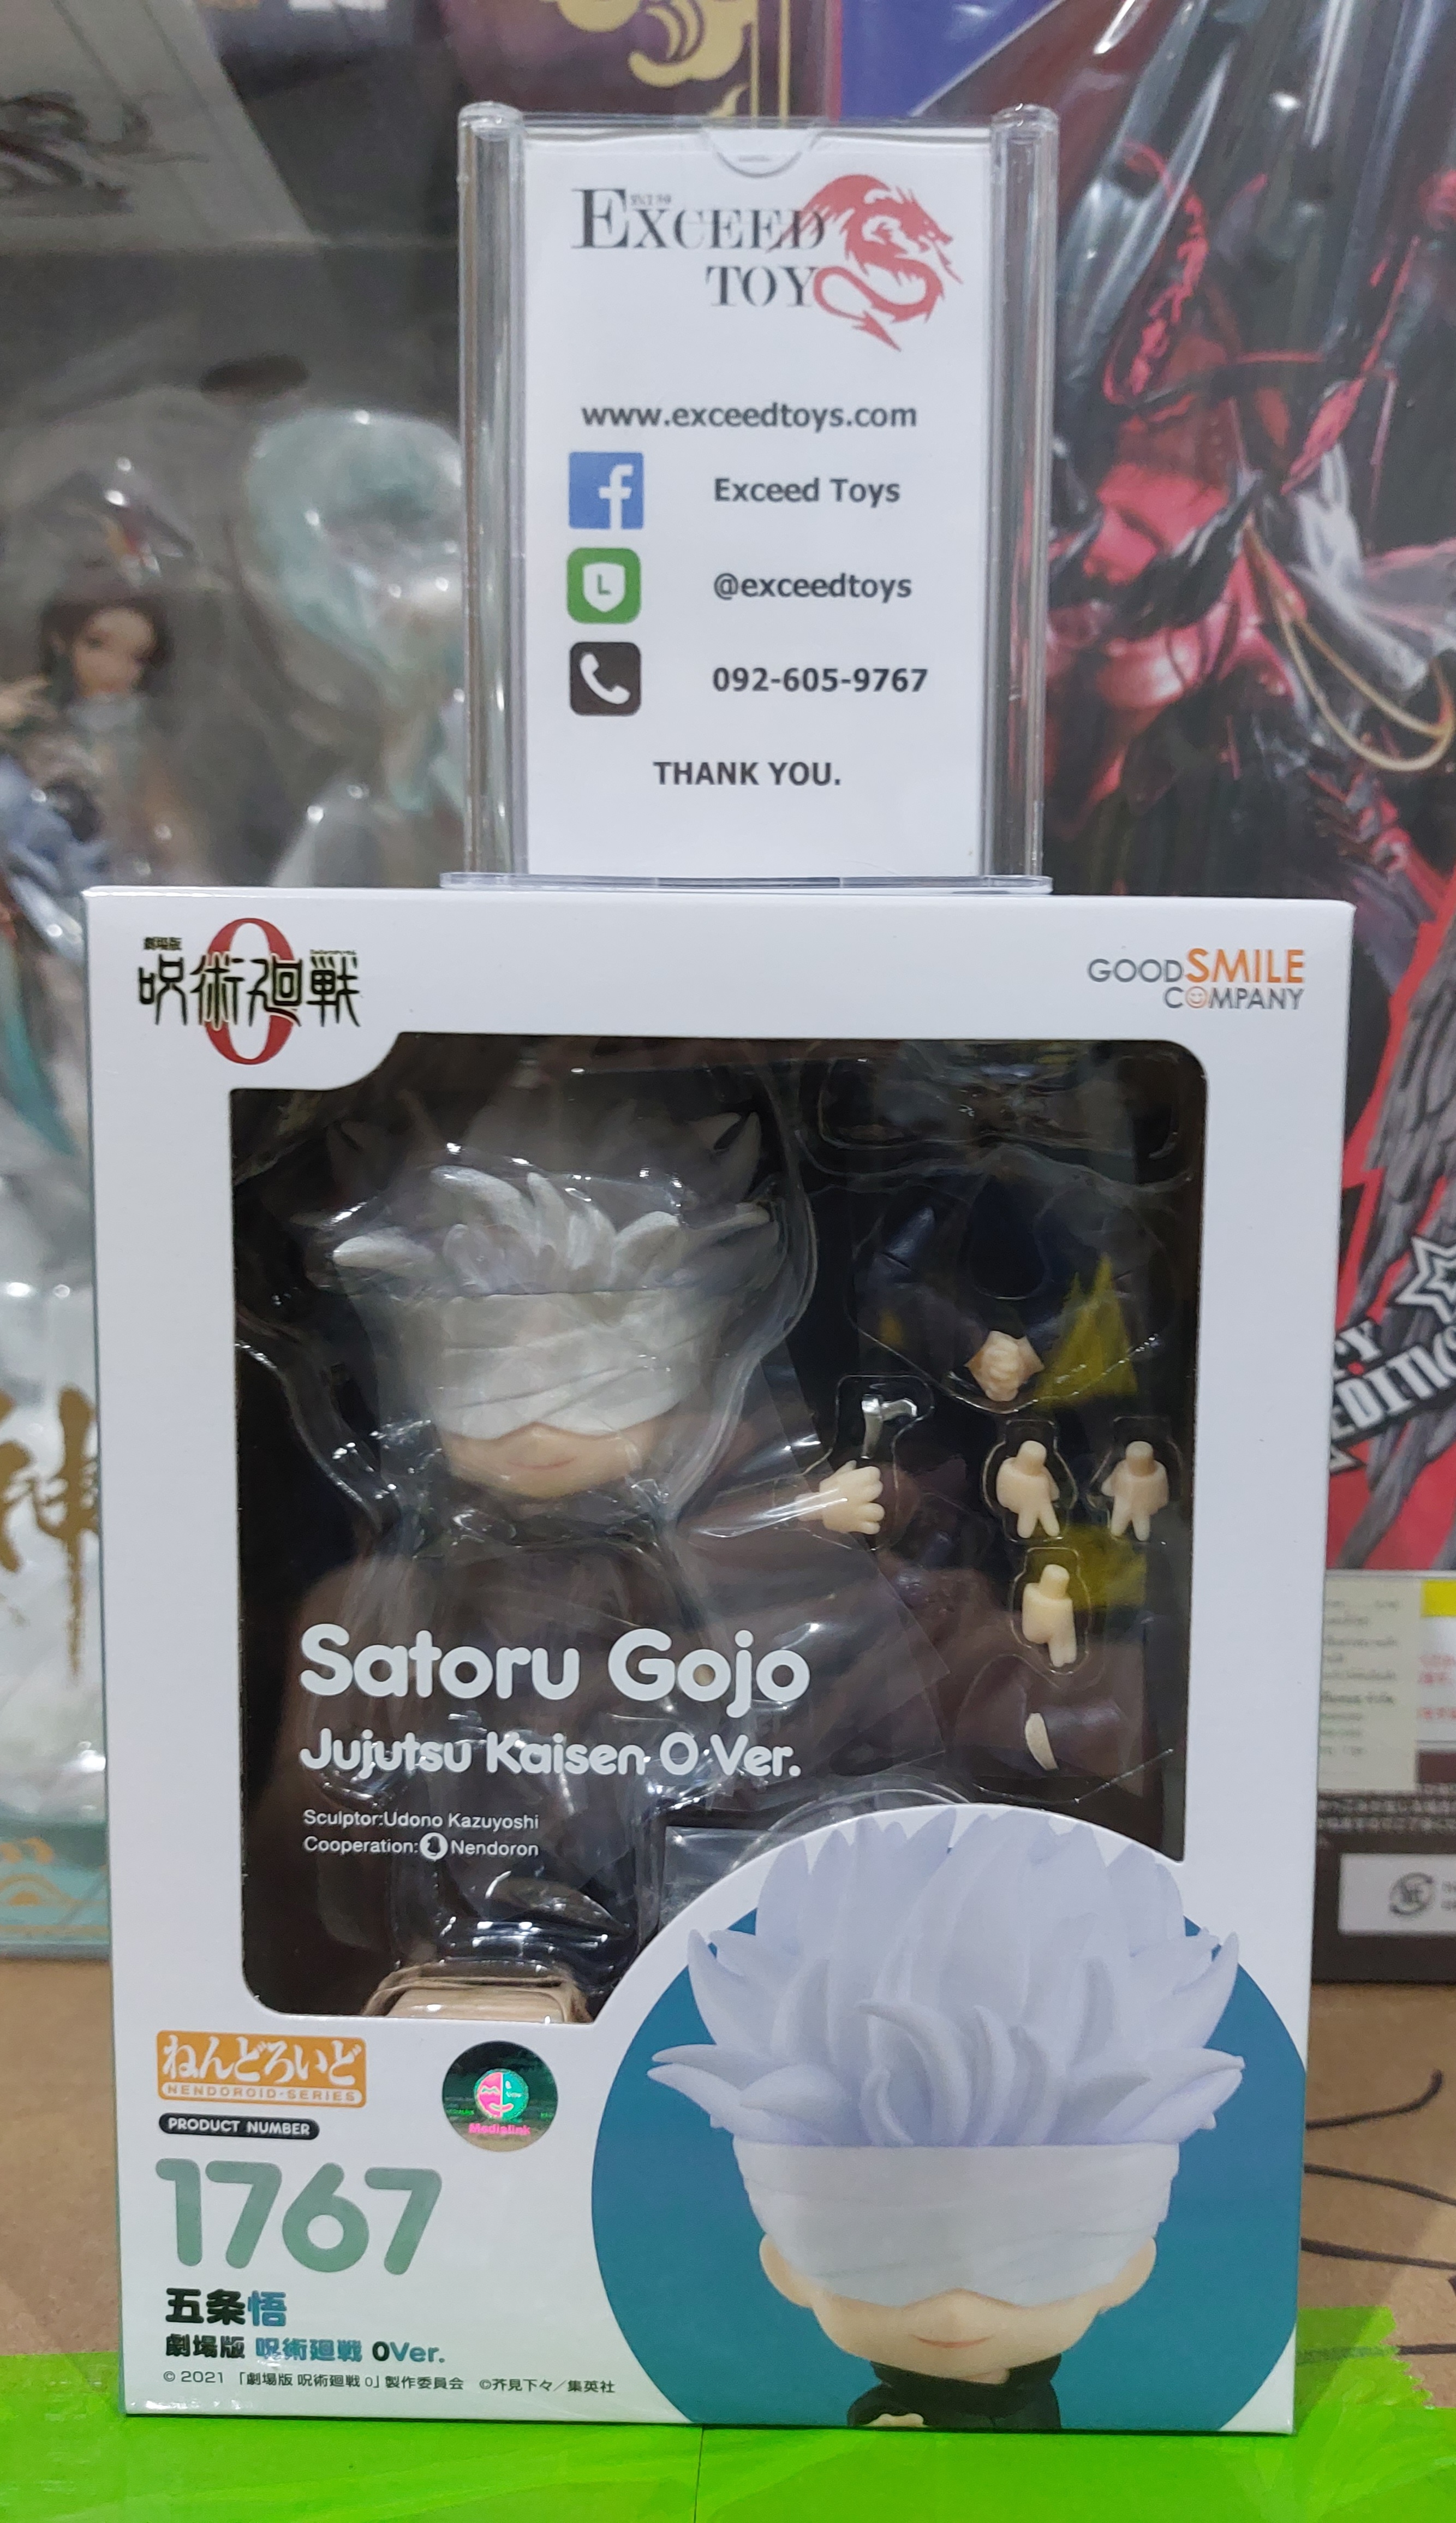 EXCEED
TOYS
www.exceedtoys.com
Exceed Toys
L
@exceedtoys
092-605-9767
THANK YOU.
劇場版
呪術廻戦
0
GOOD SMILE
COMPANY
Satoru Gojo
Jujutsu Kaisen 0 Ver.
Sculptor:Udono Kazuyoshi
Cooperation: Nendoron
ねんどろいど
NENDOROID·SERIES
PRODUCT NUMBER
Medialink
1767
五条悟
劇場版 呪術廻戦 0Ver.
© 2021 「劇場版 呪術廻戦 0」製作委員会 ©芥見下々／集英社
神